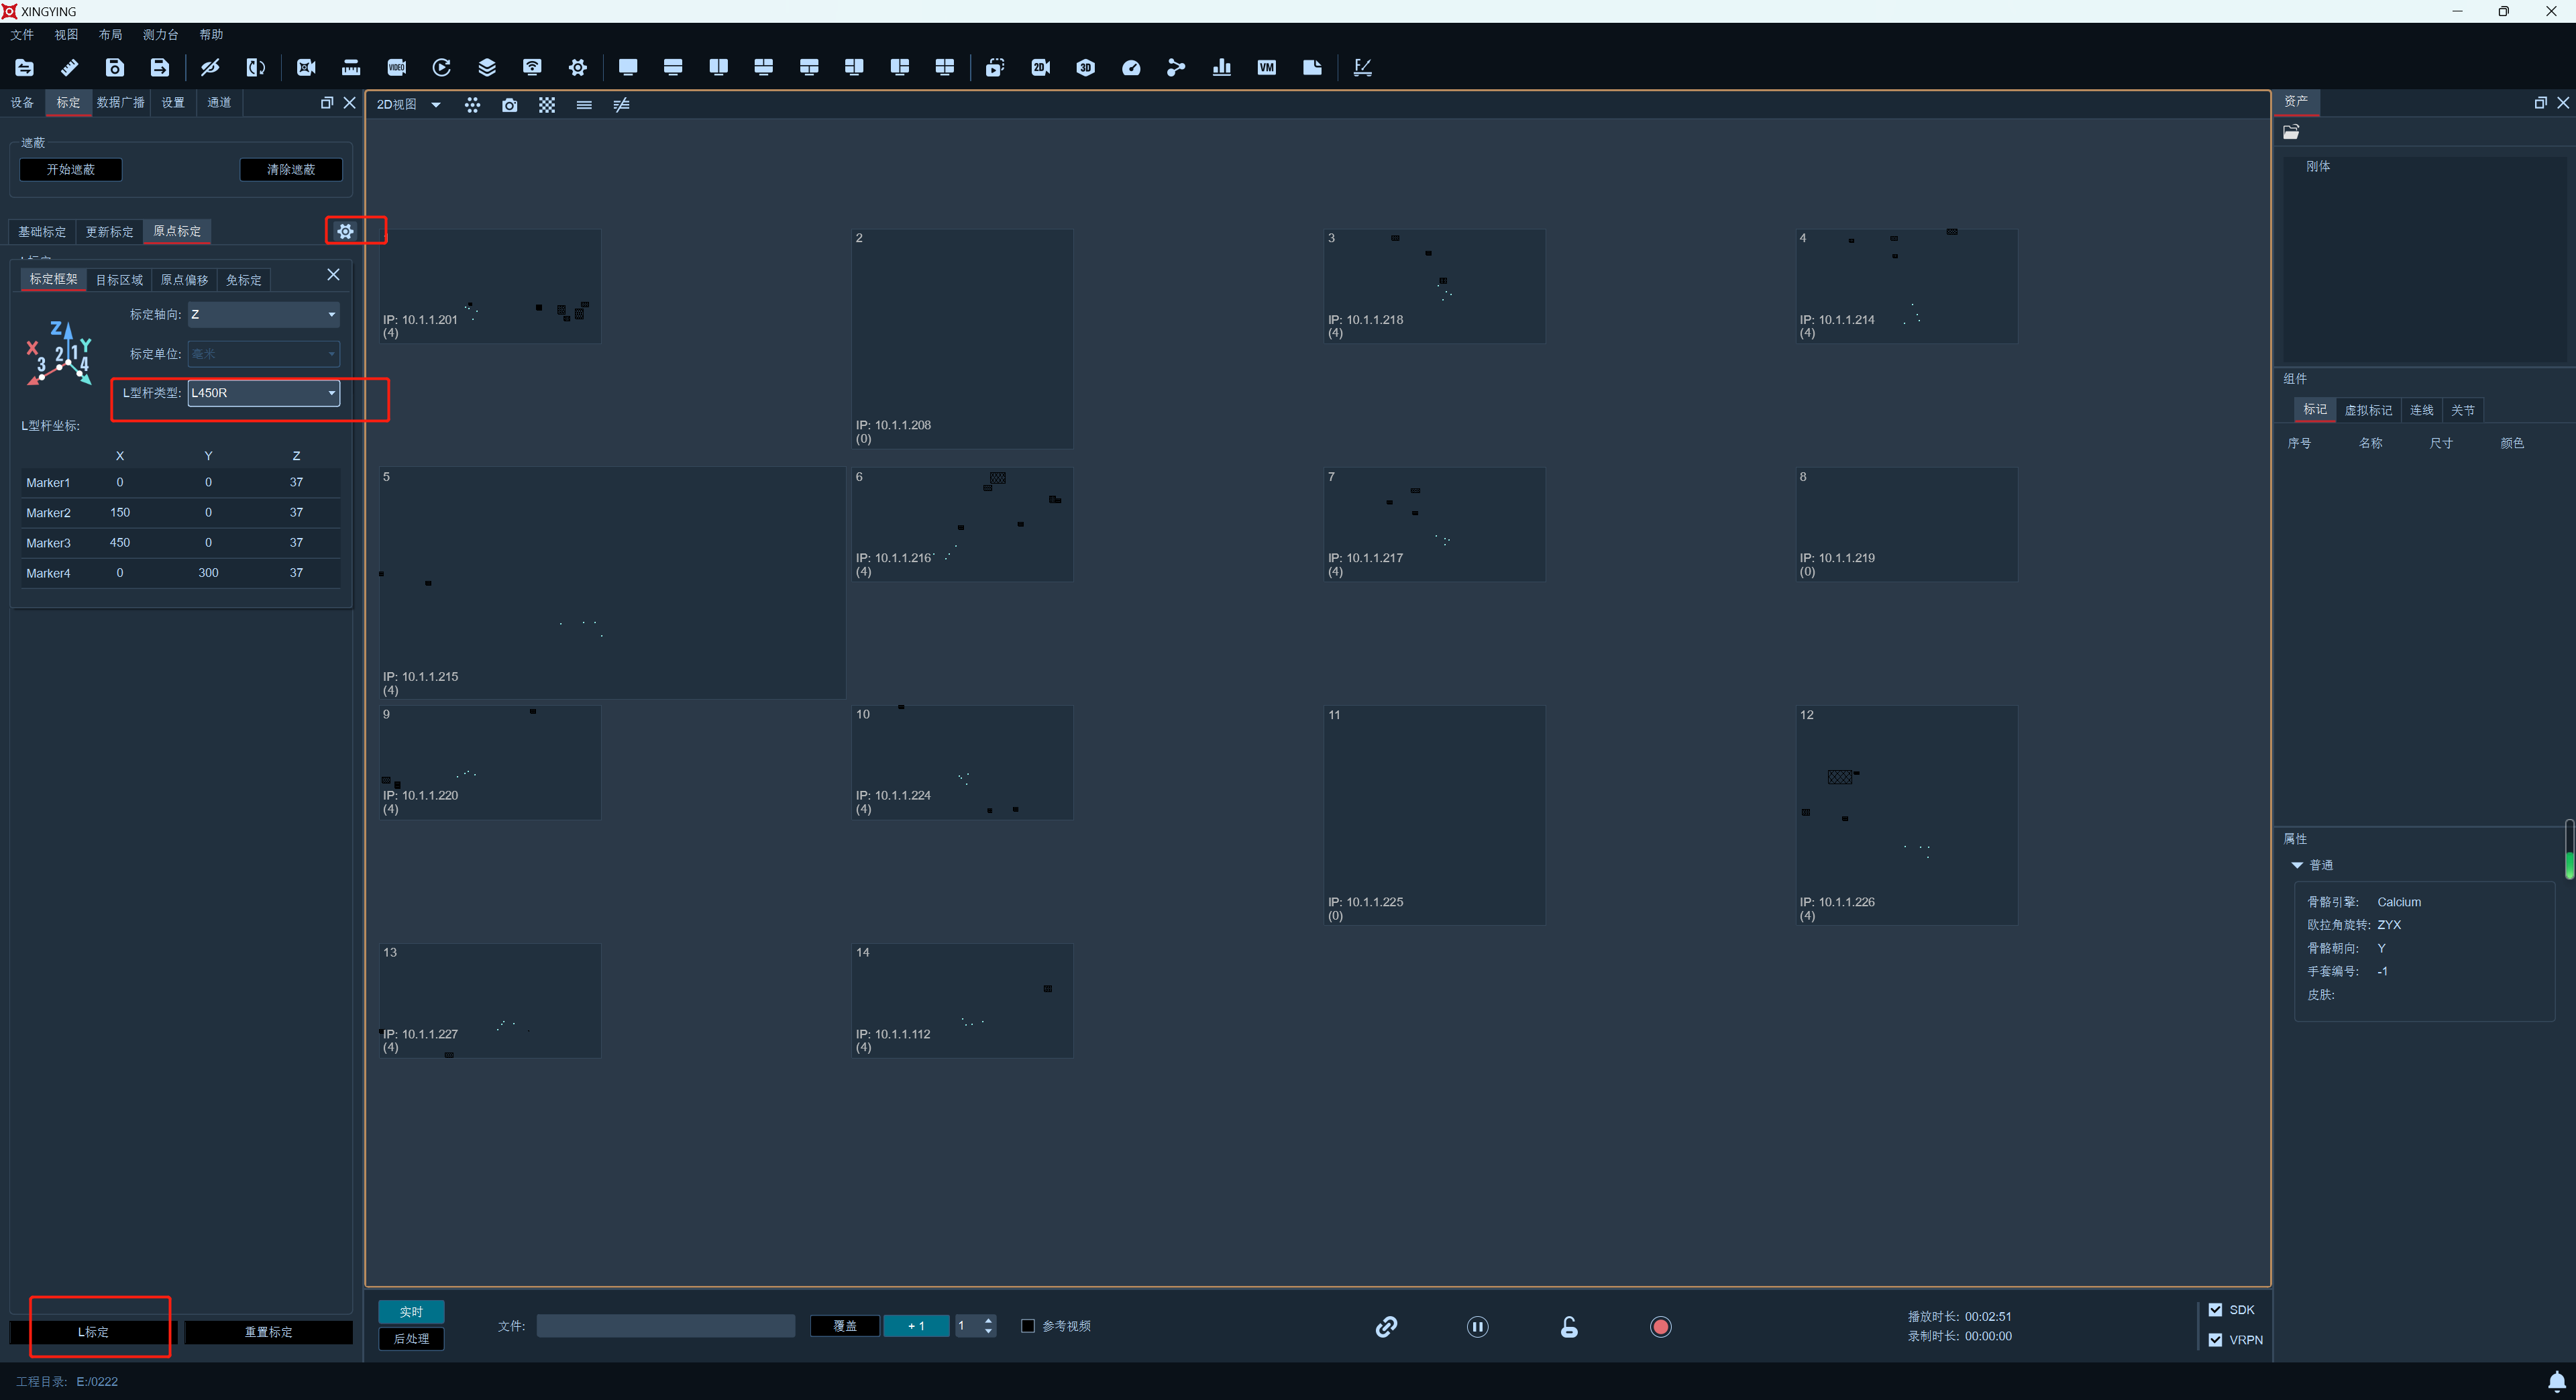 XINGYING
文件 视图 布局 测力台 帮助
VIDEO 2D 3D VM
设备 标定 数据广播 设置 通道
遮蔽
开始遮蔽 清除遮蔽
基础标定 更新标定 原点标定
标定框架 目标区域 原点偏移 免标定
标定轴向: Z
标定单位: 毫米
L型杆类型: L450R
Z X Y 3 2 1 4
L型杆坐标:
X Y Z
Marker1 0 0 37
Marker2 150 0 37
Marker3 450 0 37
Marker4 0 300 37
L标定 重置标定
2D视图
IP: 10.1.1.201
(4)
2
IP: 10.1.1.208
(0)
3
IP: 10.1.1.218
(4)
4
IP: 10.1.1.214
(4)
5
IP: 10.1.1.215
(4)
6
IP: 10.1.1.216
(4)
7
IP: 10.1.1.217
(4)
8
IP: 10.1.1.219
(0)
9
IP: 10.1.1.220
(4)
10
IP: 10.1.1.224
(4)
11
IP: 10.1.1.225
(0)
12
IP: 10.1.1.226
(4)
13
IP: 10.1.1.227
(4)
14
IP: 10.1.1.112
(4)
实时
后处理
文件: 覆盖 + 1 1 参考视频
播放时长: 00:02:51
录制时长: 00:00:00
SDK
VRPN
资产
刚体
组件
标记 虚拟标记 连线 关节
序号 名称 尺寸 颜色
属性
普通
骨骼引擎: Calcium
欧拉角旋转: ZYX
骨骼朝向: Y
手套编号: -1
皮肤:
工程目录: E:/0222